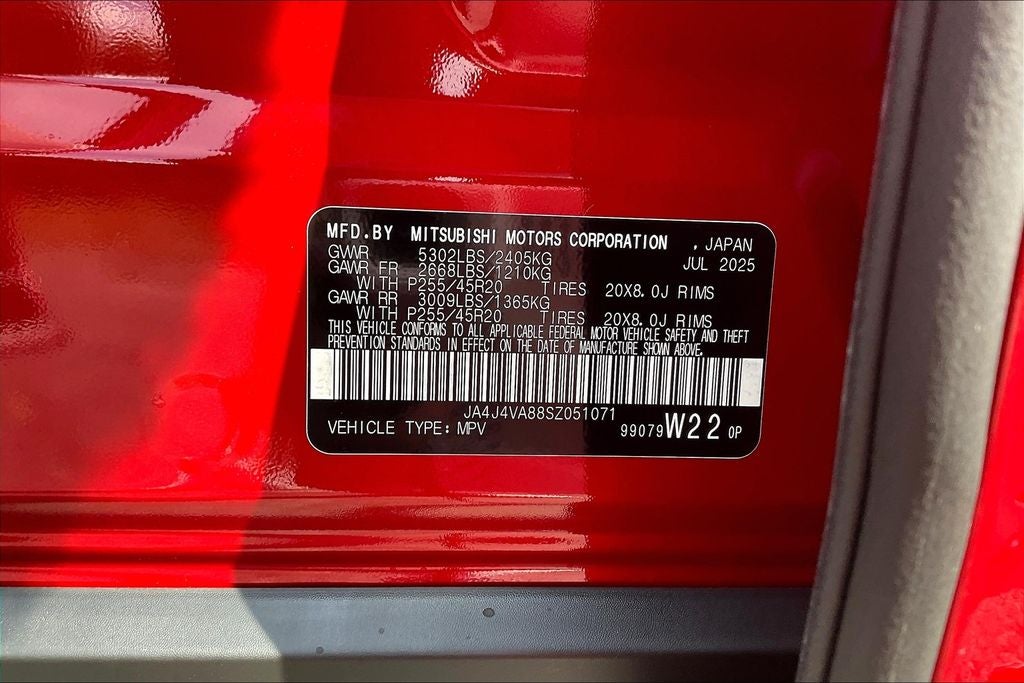 MFD.BY MITSUBISHI MOTORS CORPORATION , JAPAN
GVWR 5302LBS/2405KG JUL 2025
GAWR FR 2668LBS/1210KG
WITH P255/45R20 TIRES 20X8.0J RIMS
GAWR RR 3009LBS/1365KG
WITH P255/45R20 TIRES 20X8.0J RIMS
THIS VEHICLE CONFORMS TO ALL APPLICABLE FEDERAL MOTOR VEHICLE SAFETY AND THEFT
PREVENTION STANDARDS IN EFFECT ON THE DATE OF MANUFACTURE SHOWN ABOVE.
JA4J4VA88SZ051071
VEHICLE TYPE: MPV 99079 W22 0P